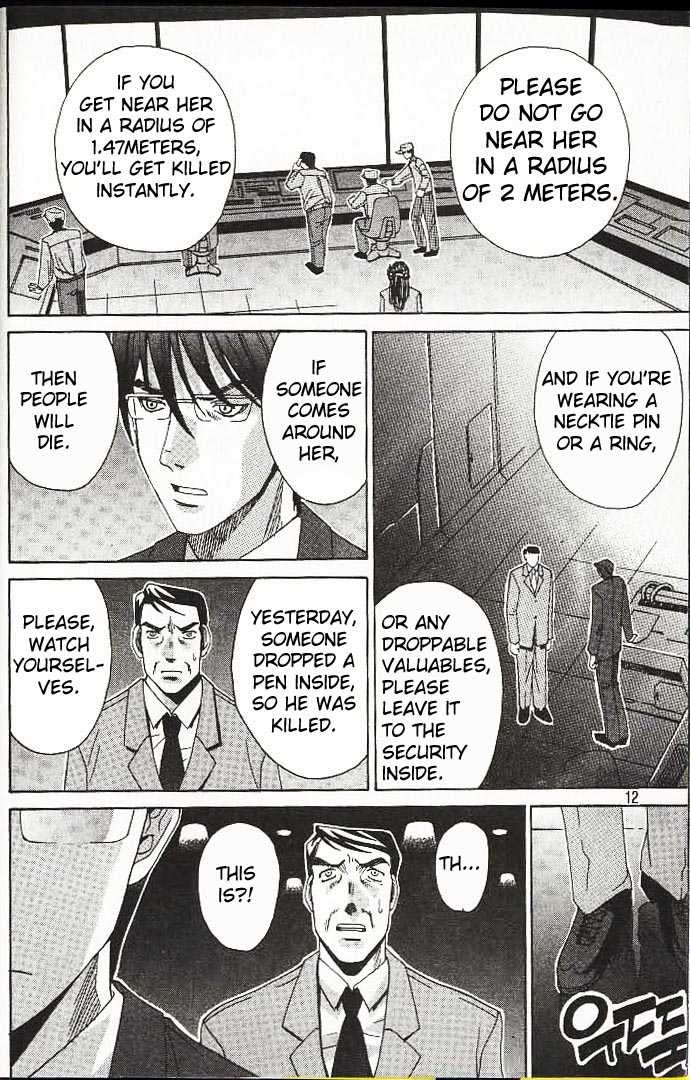 PLEASE
DO NOT GO
NEAR HER
IN A RADIUS
OF 2 METERS.
IF YOU
GET NEAR HER
IN A RADIUS OF
1.47METERS,
YOU'LL GET KILLED
INSTANTLY.
AND IF YOU'RE
WEARING A
NECKTIE PIN
OR A RING,
OR ANY
DROPPABLE
VALUABLES,
PLEASE
LEAVE IT
TO THE
SECURITY
INSIDE.
IF
SOMEONE
COMES
AROUND
HER,
THEN
PEOPLE
WILL
DIE.
YESTERDAY,
SOMEONE
DROPPED A
PEN INSIDE,
SO HE WAS
KILLED.
PLEASE,
WATCH
YOURSEL-
VES.
12
TH...
THIS
IS?!